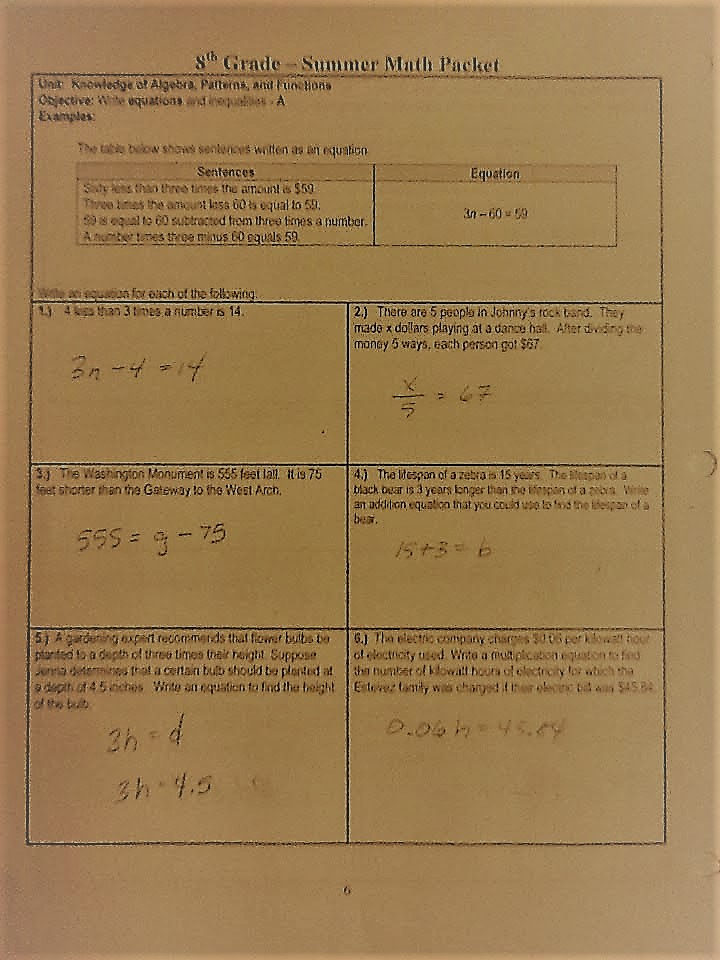 8th Grade – Summer Math Packet
Unit: Knowledge of Algebra, Patterns, and Functions
Objective: Write equations and inequalities - A
Examples:
The table below shows sentences written as an equation.
Sentences Equation
Sixty less than three times the amount is $59.
Three times the amount less 60 is equal to 59.
59 is equal to 60 subtracted from three times a number.
A number times three minus 60 equals 59.
3n – 60 = 59
Write an equation for each of the following:
1.) 4 less than 3 times a number is 14.
3n - 4 = 14
2.) There are 5 people in Johnny's rock band. They
made x dollars playing at a dance hall. After dividing the
money 5 ways, each person got $67.
x/5 = 67
3.) The Washington Monument is 555 feet tall. It is 75
feet shorter than the Gateway to the West Arch.
555 = g - 75
4.) The lifespan of a zebra is 15 years. The lifespan of a
black bear is 3 years longer than the lifespan of a zebra. Write
an addition equation that you could use to find the lifespan of a
bear.
15 + 3 = b
5.) A gardening expert recommends that flower bulbs be
planted to a depth of three times their height. Suppose
Jenna determines that a certain bulb should be planted at
a depth of 4.5 inches. Write an equation to find the height
of the bulb.
3h = d
3h = 4.5
6.) The electric company charges $0.06 per kilowatt hour
of electricity used. Write a multiplication equation to find
the number of kilowatt hours of electricity for which the
Estevez family was charged if their electric bill was $45.84.
0.06h = 45.84
6